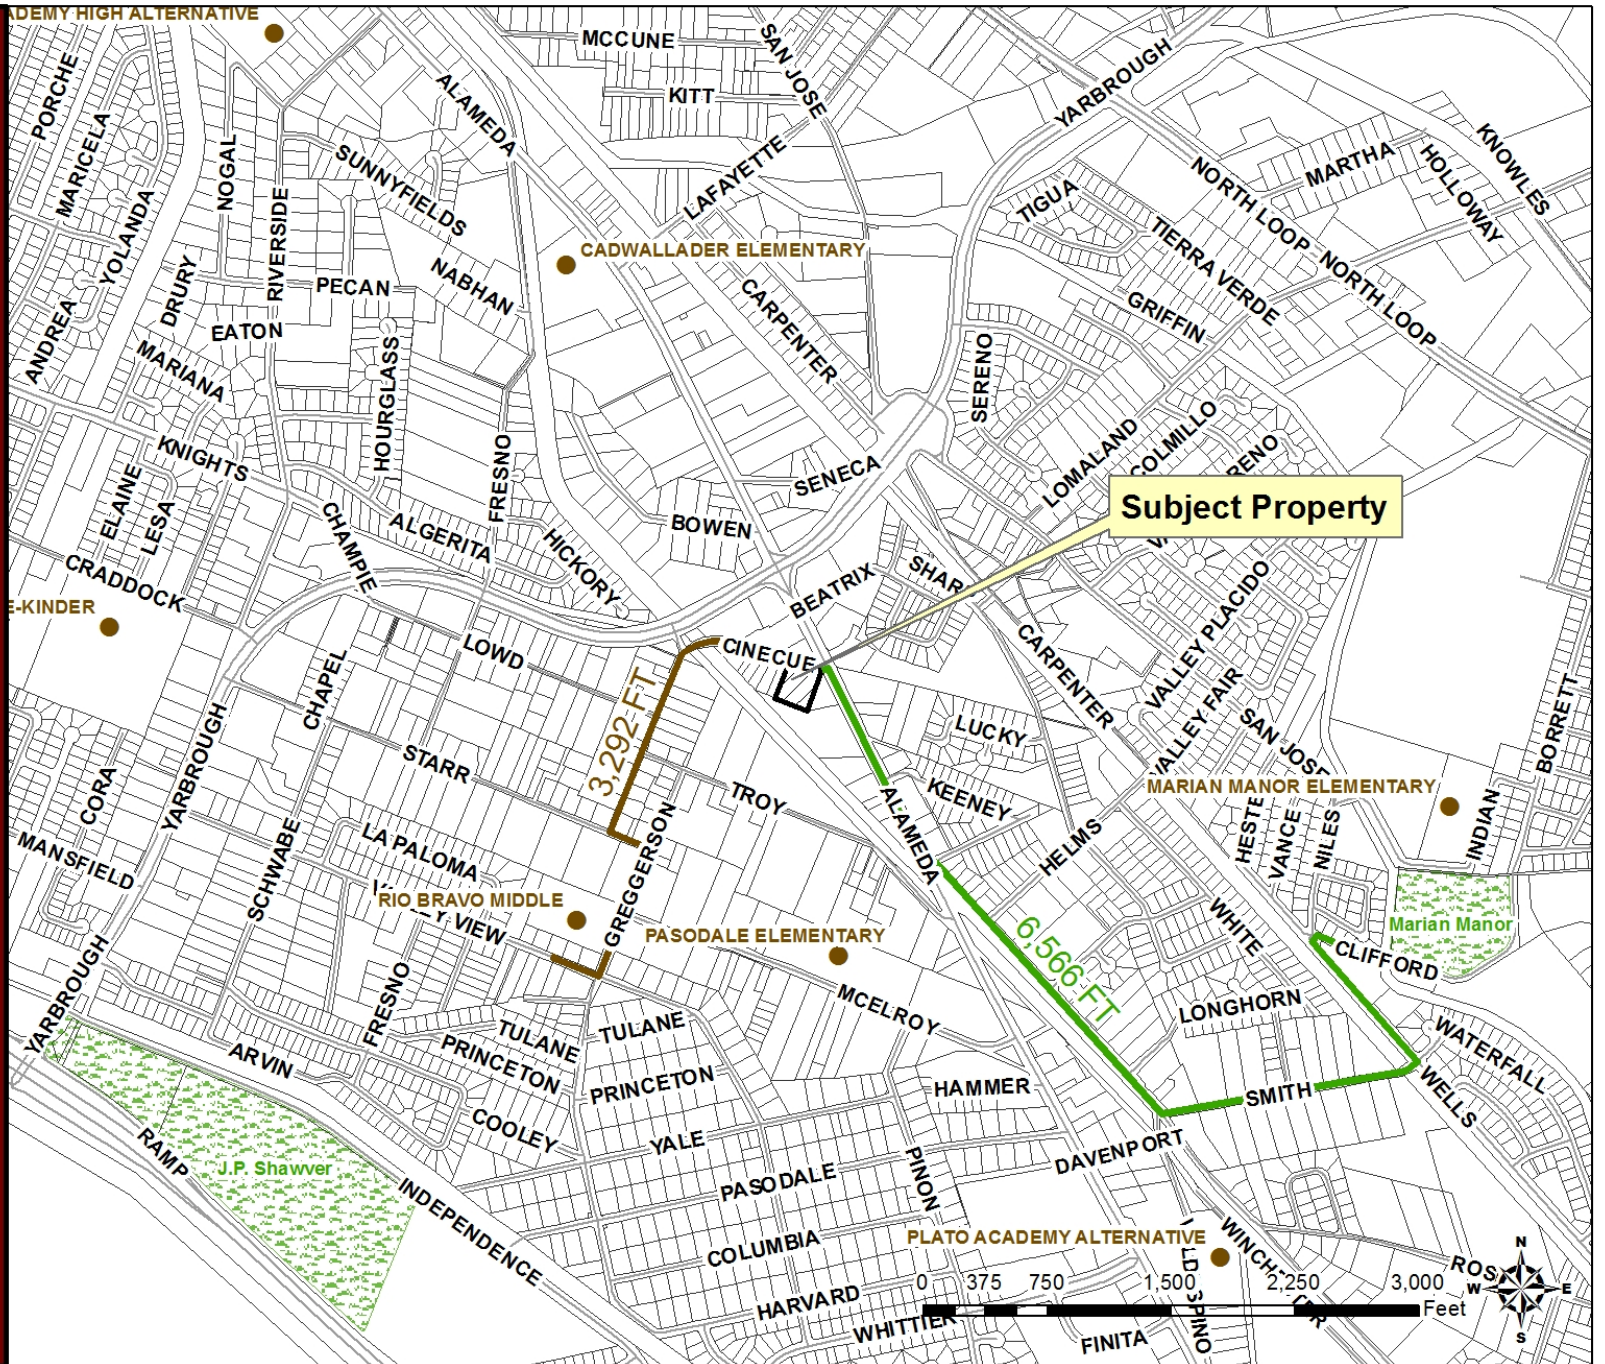 ADEMY HIGH ALTERNATIVE
MCCUNE
SAN JOSE
YARBROUGH
PORCHE
ALAMEDA
KITT
MARICELA
NOGAL
SUNNYFIELDS
LAFAYETTE
MARTHA
HOLLOWAY
KNOWLES
NORTH LOOP
TIGUA
YOLANDA
RIVERSIDE
CADWALLADER ELEMENTARY
TIERRA VERDE
NORTH LOOP
DRURY
PECAN
NABHAN
CARPENTER
GRIFFIN
ANDREA
EATON
MARIANA
HOURGLASS
SERENO
KNIGHTS
FRESNO
SENECA
LOMALAND
COLMILLO
RENO
Subject Property
ELAINE
LESA
CHAMPIE
ALGERITA
HICKORY
BOWEN
CRADDOCK
BEATRIX
SHAR
E-KINDER
VALLEY PLACIDO
LOWD
CINECUE
CARPENTER
CHAPEL
3,292 FT
VALLEY FAIR
SAN JOSE
BORRETT
LUCKY
YARBROUGH
STARR
TROY
KEENEY
MARIAN MANOR ELEMENTARY
CORA
ALAMEDA
HELMS
HESTE
VANCE
NILES
INDIAN
MANSFIELD
SCHWABE
LA PALOMA
GREGGERSON
RIO BRAVO MIDDLE
VIEW
PASODALE ELEMENTARY
WHITE
Marian Manor
CLIFFORD
6,566 FT
YARBROUGH
FRESNO
MCELROY
LONGHORN
TULANE
TULANE
WATERFALL
ARVIN
PRINCETON
PRINCETON
HAMMER
SMITH
WELLS
COOLEY
YALE
RAMP
J.P. Shawver
PASODALE
PINON
DAVENPORT
INDEPENDENCE
COLUMBIA
PLATO ACADEMY ALTERNATIVE
ROS
HARVARD
WHITTIER
FINITA
0 375 750 1,500 2,250 3,000
Feet
N
W E
S